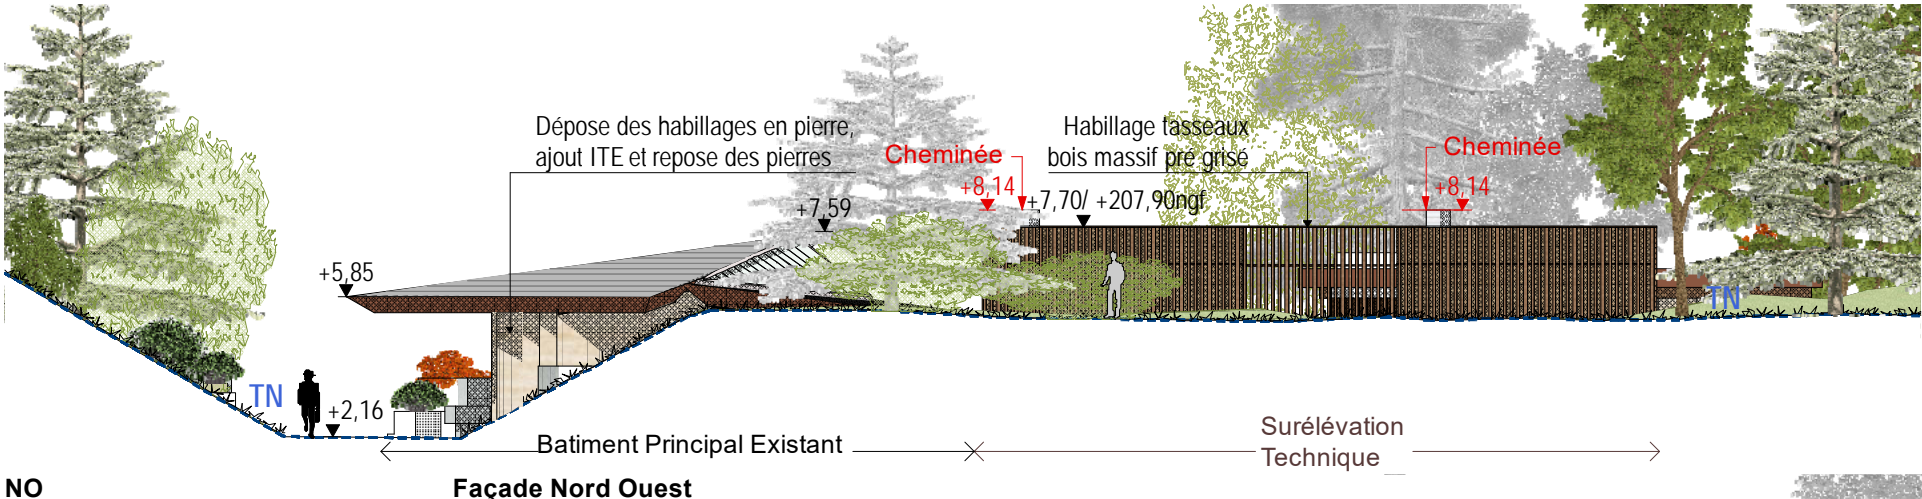 Dépose des habillages en pierre,
ajout ITE et repose des pierres
Habillage tasseaux
bois massif pré grisé
Cheminée
Cheminée
+8,14
+8,14
+7,59
+7,70/ +207,90ngf
+5,85
TN
TN
+2,16
Batiment Principal Existant
Surélévation
Technique
NO
Façade Nord Ouest